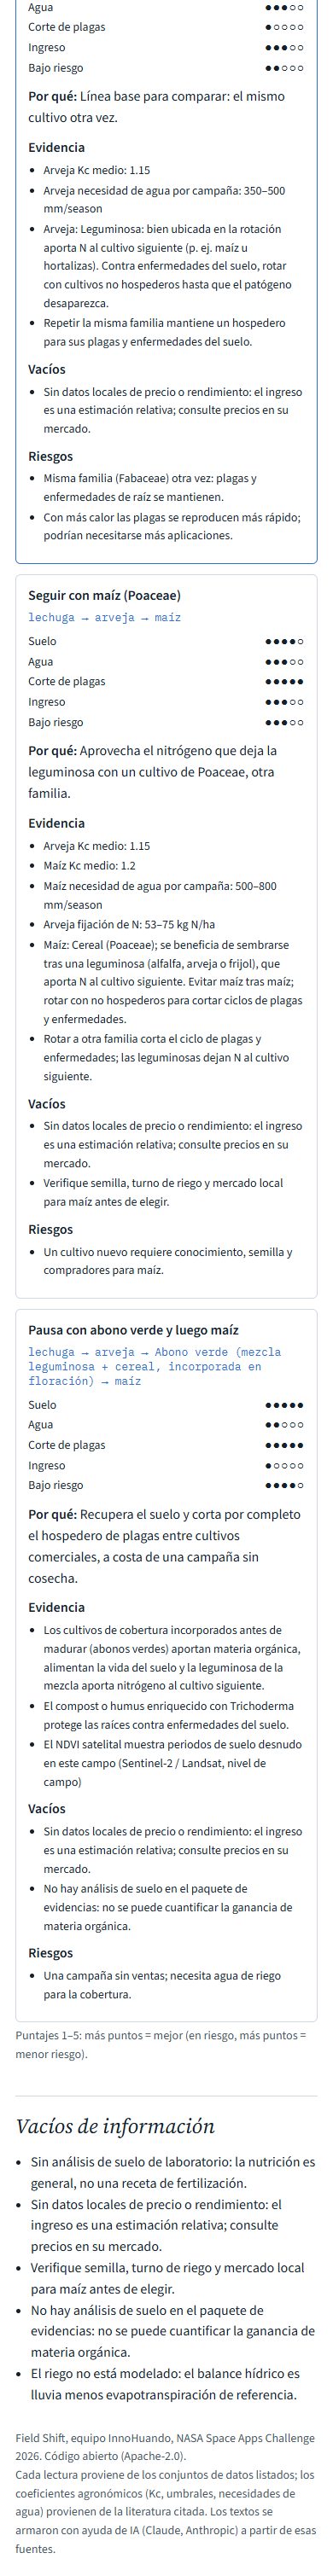 Agua ●●●○○
Corte de plagas ●○○○○
Ingreso ●●●○○
Bajo riesgo ●●○○○
Por qué: Línea base para comparar: el mismo
cultivo otra vez.
Evidencia
• Arveja Kc medio: 1.15
• Arveja necesidad de agua por campaña: 350–500
mm/season
• Arveja: Leguminosa: bien ubicada en la rotación
aporta N al cultivo siguiente (p. ej. maíz u
hortalizas). Contra enfermedades del suelo, rotar
con cultivos no hospederos hasta que el patógeno
desaparezca.
• Repetir la misma familia mantiene un hospedero
para sus plagas y enfermedades del suelo.
Vacíos
• Sin datos locales de precio o rendimiento: el ingreso
es una estimación relativa; consulte precios en su
mercado.
Riesgos
• Misma familia (Fabaceae) otra vez: plagas y
enfermedades de raíz se mantienen.
• Con más calor las plagas se reproducen más rápido;
podrían necesitarse más aplicaciones.
Seguir con maíz (Poaceae)
lechuga → arveja → maíz
Suelo ●●●●○
Agua ●●●○○
Corte de plagas ●●●●●
Ingreso ●●●○○
Bajo riesgo ●●●○○
Por qué: Aprovecha el nitrógeno que deja la
leguminosa con un cultivo de Poaceae, otra
familia.
Evidencia
• Arveja Kc medio: 1.15
• Maíz Kc medio: 1.2
• Maíz necesidad de agua por campaña: 500–800
mm/season
• Arveja fijación de N: 53–75 kg N/ha
• Maíz: Cereal (Poaceae); se beneficia de sembrarse
tras una leguminosa (alfalfa, arveja o frijol), que
aporta N al cultivo siguiente. Evitar maíz tras maíz;
rotar con no hospederos para cortar ciclos de plagas
y enfermedades.
• Rotar a otra familia corta el ciclo de plagas y
enfermedades; las leguminosas dejan N al cultivo
siguiente.
Vacíos
• Sin datos locales de precio o rendimiento: el ingreso
es una estimación relativa; consulte precios en su
mercado.
• Verifique semilla, turno de riego y mercado local
para maíz antes de elegir.
Riesgos
• Un cultivo nuevo requiere conocimiento, semilla y
compradores para maíz.
Pausa con abono verde y luego maíz
lechuga → arveja → Abono verde (mezcla
leguminosa + cereal, incorporada en
floración) → maíz
Suelo ●●●●●
Agua ●●○○○
Corte de plagas ●●●●●
Ingreso ●○○○○
Bajo riesgo ●●●●○
Por qué: Recupera el suelo y corta por completo
el hospedero de plagas entre cultivos
comerciales, a costa de una campaña sin
cosecha.
Evidencia
• Los cultivos de cobertura incorporados antes de
madurar (abonos verdes) aportan materia orgánica,
alimentan la vida del suelo y la leguminosa de la
mezcla aporta nitrógeno al cultivo siguiente.
• El compost o humus enriquecido con Trichoderma
protege las raíces contra enfermedades del suelo.
• El NDVI satelital muestra periodos de suelo desnudo
en este campo (Sentinel-2 / Landsat, nivel de
campo)
Vacíos
• Sin datos locales de precio o rendimiento: el ingreso
es una estimación relativa; consulte precios en su
mercado.
• No hay análisis de suelo en el paquete de
evidencias: no se puede cuantificar la ganancia de
materia orgánica.
Riesgos
• Una campaña sin ventas; necesita agua de riego
para la cobertura.
Puntajes 1–5: más puntos = mejor (en riesgo, más puntos =
menor riesgo).
Vacíos de información
• Sin análisis de suelo de laboratorio: la nutrición es
general, no una receta de fertilización.
• Sin datos locales de precio o rendimiento: el
ingreso es una estimación relativa; consulte
precios en su mercado.
• Verifique semilla, turno de riego y mercado local
para maíz antes de elegir.
• No hay análisis de suelo en el paquete de
evidencias: no se puede cuantificar la ganancia de
materia orgánica.
• El riego no está modelado: el balance hídrico es
lluvia menos evapotranspiración de referencia.
Field Shift, equipo InnoHuando, NASA Space Apps Challenge
2026. Código abierto (Apache-2.0).
Cada lectura proviene de los conjuntos de datos listados; los
coeficientes agronómicos (Kc, umbrales, necesidades de
agua) provienen de la literatura citada. Los textos se
armaron con ayuda de IA (Claude, Anthropic) a partir de esas
fuentes.